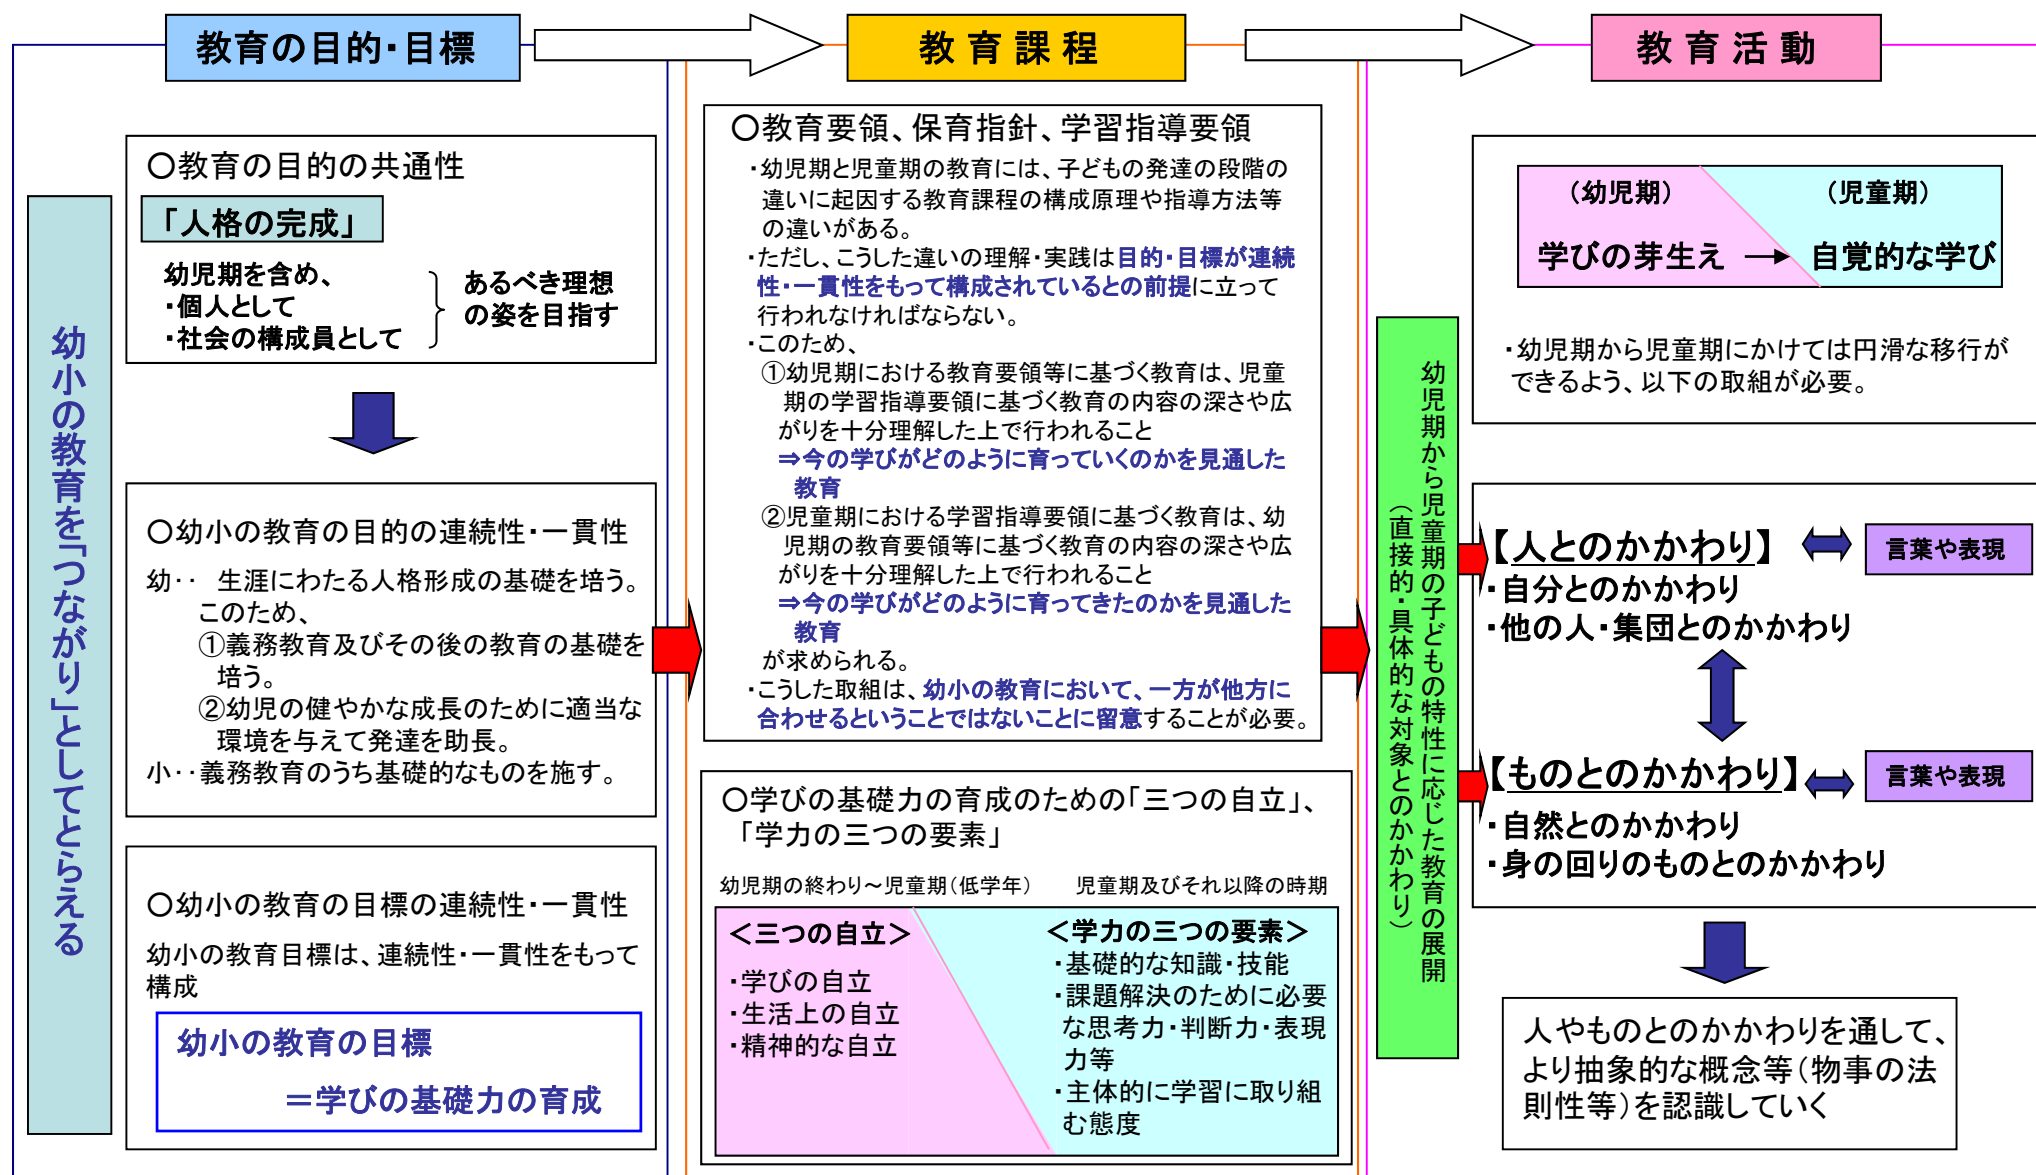 教育の目的・目標
教育課程
教育活動
幼小の教育を「つながり」としてとらえる
○教育の目的の共通性
「人格の完成」
幼児期を含め、
・個人として
・社会の構成員として
あるべき理想
の姿を目指す
○幼小の教育の目的の連続性・一貫性
幼‥ 生涯にわたる人格形成の基礎を培う。
このため、
①義務教育及びその後の教育の基礎を
培う。
②幼児の健やかな成長のために適当な
環境を与えて発達を助長。
小‥義務教育のうち基礎的なものを施す。
○幼小の教育の目標の連続性・一貫性
幼小の教育目標は、連続性・一貫性をもって
構成
幼小の教育の目標
＝学びの基礎力の育成
○教育要領、保育指針、学習指導要領
・幼児期と児童期の教育には、子どもの発達の段階の
違いに起因する教育課程の構成原理や指導方法等
の違いがある。
・ただし、こうした違いの理解・実践は目的・目標が連続
性・一貫性をもって構成されているとの前提に立って
行われなければならない。
・このため、
①幼児期における教育要領等に基づく教育は、児童
期の学習指導要領に基づく教育の内容の深さや広
がりを十分理解した上で行われること
⇒今の学びがどのように育っていくのかを見通した
教育
②児童期における学習指導要領に基づく教育は、幼
児期の教育要領等に基づく教育の内容の深さや広
がりを十分理解した上で行われること
⇒今の学びがどのように育ってきたのかを見通した
教育
が求められる。
・こうした取組は、幼小の教育において、一方が他方に
合わせるということではないことに留意することが必要。
○学びの基礎力の育成のための「三つの自立」、
「学力の三つの要素」
幼児期の終わり～児童期（低学年）
児童期及びそれ以降の時期
＜三つの自立＞
・学びの自立
・生活上の自立
・精神的な自立
＜学力の三つの要素＞
・基礎的な知識・技能
・課題解決のために必要
な思考力・判断力・表現
力等
・主体的に学習に取り組
む態度
幼児期から児童期の子どもの特性に応じた教育の展開
（直接的・具体的な対象とのかかわり）
（幼児期）
（児童期）
学びの芽生え → 自覚的な学び
・幼児期から児童期にかけては円滑な移行が
できるよう、以下の取組が必要。
【人とのかかわり】
言葉や表現
・自分とのかかわり
・他の人・集団とのかかわり
【ものとのかかわり】
言葉や表現
・自然とのかかわり
・身の回りのものとのかかわり
人やものとのかかわりを通して、
より抽象的な概念等（物事の法
則性等）を認識していく